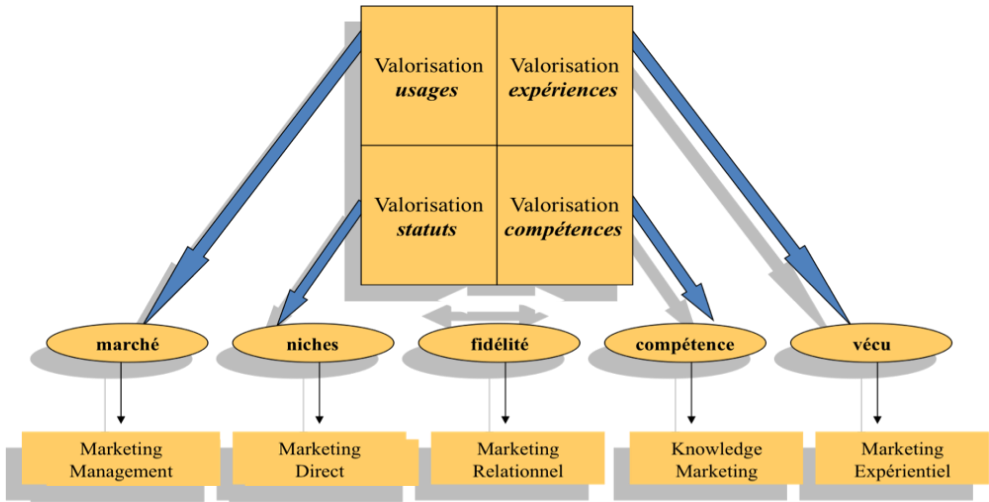 Valorisation
usages
Valorisation
expériences
Valorisation
statuts
Valorisation
compétences
marché
niches
fidélité
compétence
vécu
Marketing
Management
Marketing
Direct
Marketing
Relationnel
Knowledge
Marketing
Marketing
Expérientiel